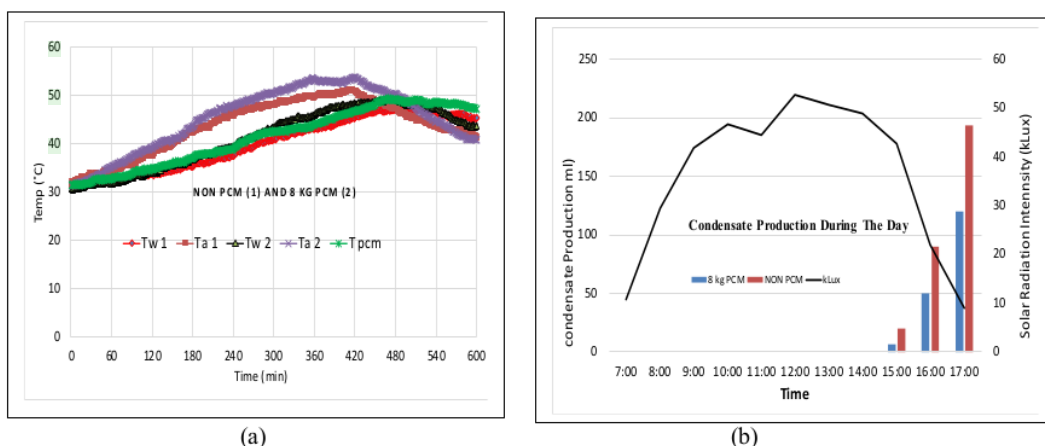 60
50
40
30
20
10
0
Temp (°C)
NON PCM (1) AND 8 KG PCM (2)
Tw 1 Ta 1 Tw 2 Ta 2 T pcm
0 60 120 180 240 300 360 420 480 540 600
Time (min)
(a)
250
200
150
100
50
0
condensate Production ml)
60
50
40
30
20
10
0
Solar Radiation Intennsity (kLux)
Condensate Production During The Day
8 kg PCM NON PCM kLux
7:00 8:00 9:00 10:00 11:00 12:00 13:00 14:00 15:00 16:00 17:00
Time
(b)